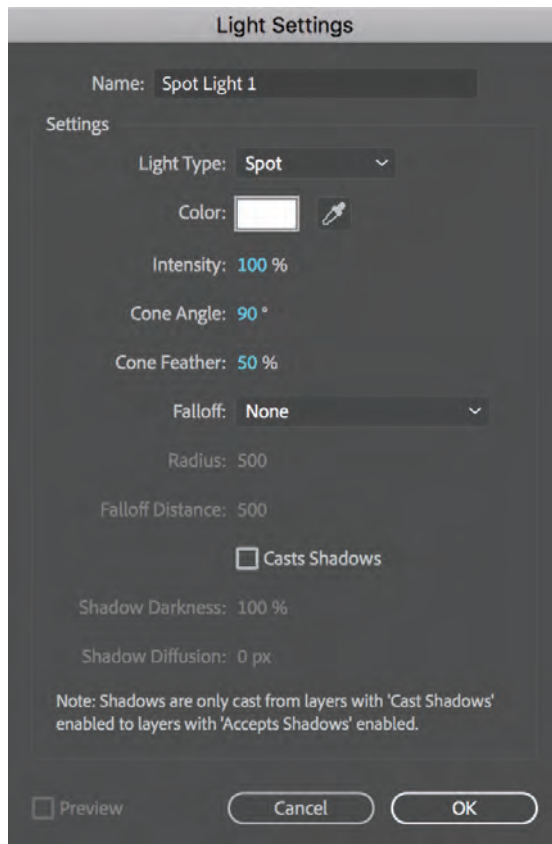 Light Settings
Name: Spot Light 1
Settings
Light Type: Spot
Color:
Intensity: 100 %
Cone Angle: 90 °
Cone Feather: 50 %
Falloff: None
Radius: 500
Falloff Distance: 500
Casts Shadows
Shadow Darkness: 100 %
Shadow Diffusion: 0 px
Note: Shadows are only cast from layers with 'Cast Shadows'
enabled to layers with 'Accepts Shadows' enabled.
Preview Cancel OK